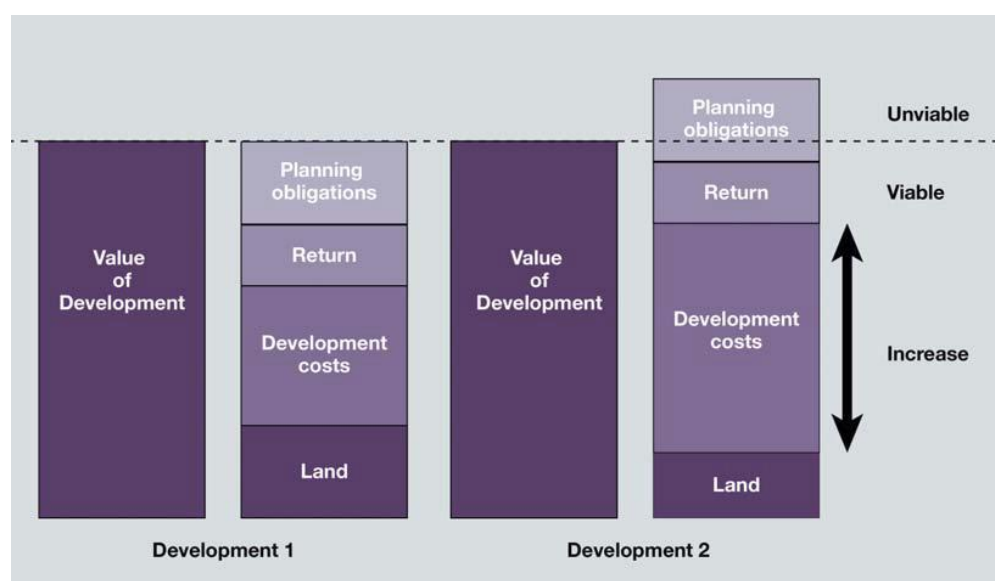 Value
of
Development
Planning
obligations
Return
Development
costs
Land
Development 1
Value
of
Development
Planning
obligations
Return
Development
costs
Land
Development 2
Unviable
Viable
Increase